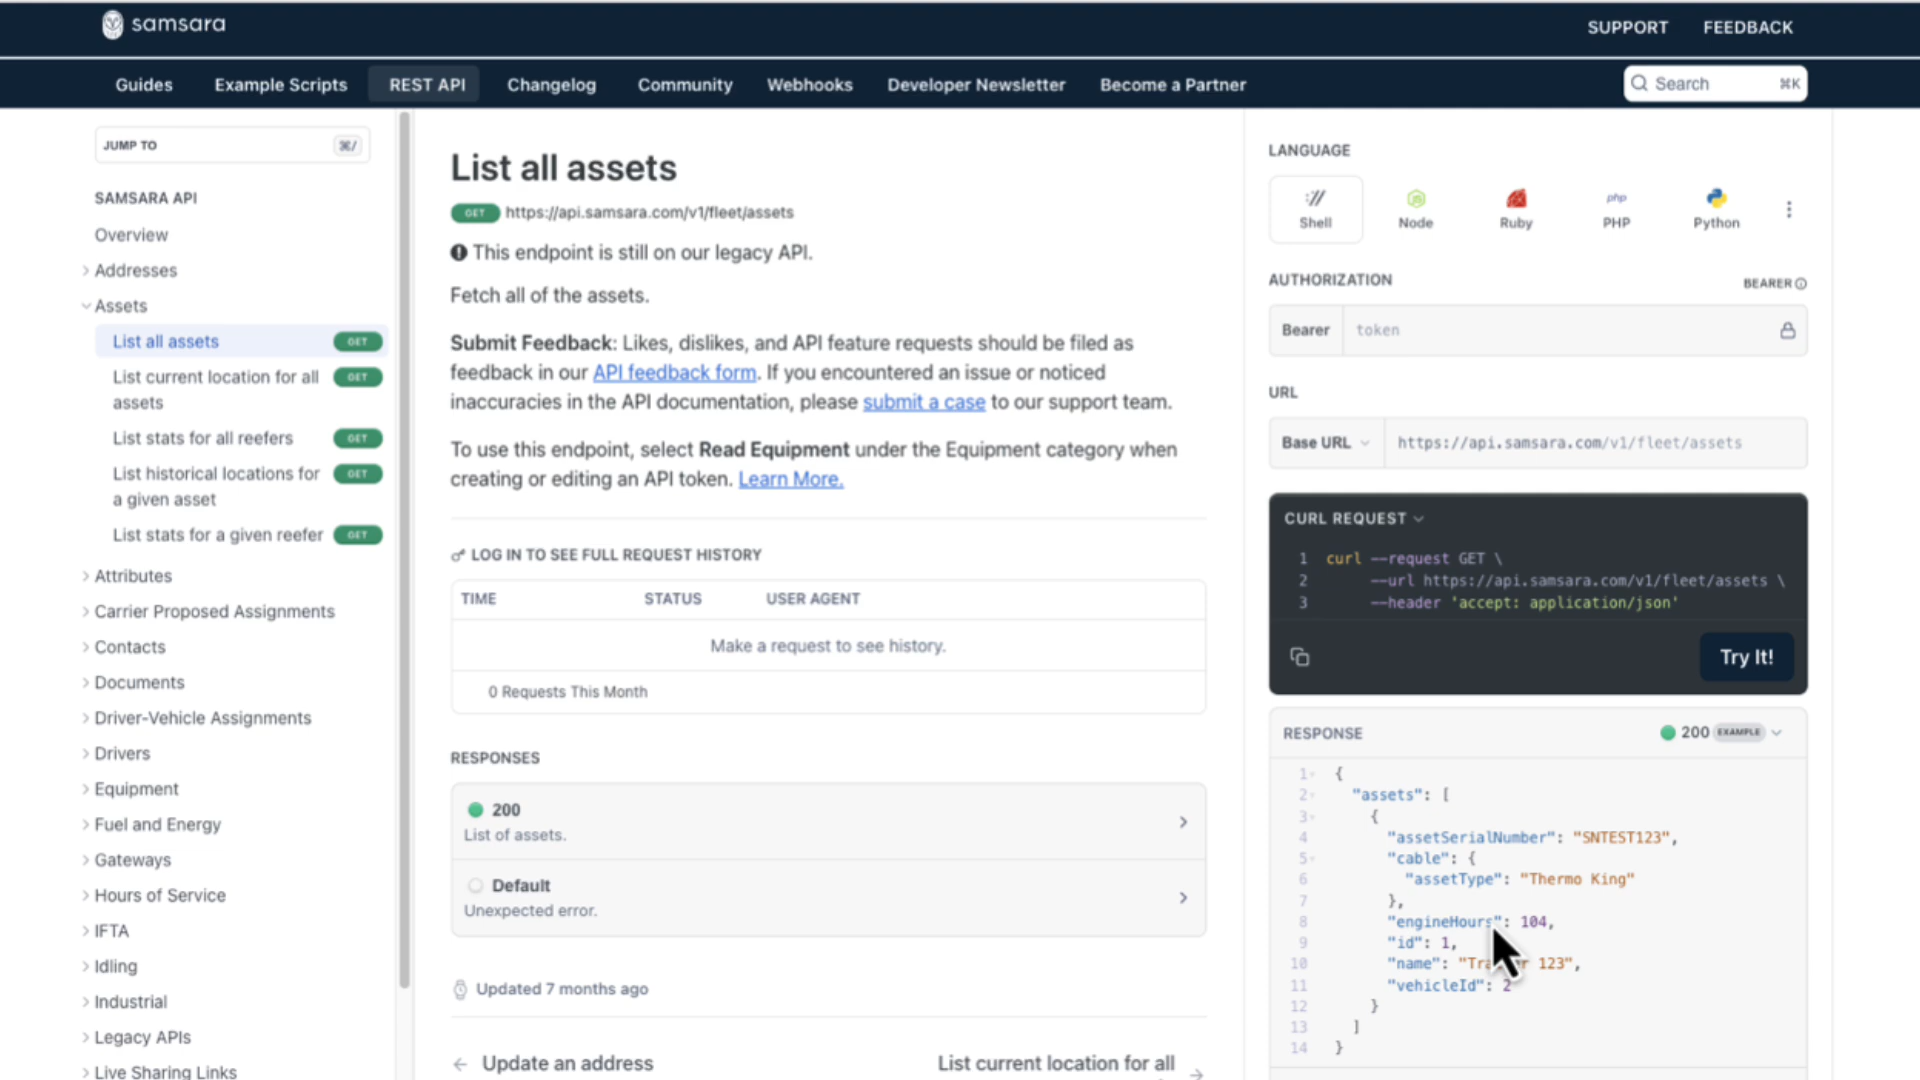 samsara
SUPPORT
FEEDBACK
Guides
Example Scripts
REST API
Changelog
Community
Webhooks
Developer Newsletter
Become a Partner
Search
⌘K
JUMP TO
⌘/
SAMSARA API
Overview
Addresses
Assets
List all assets
GET
List current location for all
assets
GET
List stats for all reefers
GET
List historical locations for
a given asset
GET
List stats for a given reefer
GET
Attributes
Carrier Proposed Assignments
Contacts
Documents
Driver-Vehicle Assignments
Drivers
Equipment
Fuel and Energy
Gateways
Hours of Service
IFTA
Idling
Industrial
Legacy APIs
Live Sharing Links
List all assets
GET https://api.samsara.com/v1/fleet/assets
This endpoint is still on our legacy API.
Fetch all of the assets.
Submit Feedback: Likes, dislikes, and API feature requests should be filed as
feedback in our API feedback form. If you encountered an issue or noticed
inaccuracies in the API documentation, please submit a case to our support team.
To use this endpoint, select Read Equipment under the Equipment category when
creating or editing an API token. Learn More.
LOG IN TO SEE FULL REQUEST HISTORY
TIME STATUS USER AGENT
Make a request to see history.
0 Requests This Month
RESPONSES
200
List of assets.
Default
Unexpected error.
Updated 7 months ago
← Update an address
List current location for all →
LANGUAGE
Shell
Node
Ruby
php
PHP
Python
AUTHORIZATION
BEARER
Bearer token
URL
Base URL https://api.samsara.com/v1/fleet/assets
CURL REQUEST
1 curl --request GET \
2 --url https://api.samsara.com/v1/fleet/assets \
3 --header 'accept: application/json'
Try It!
RESPONSE
200 EXAMPLE
1 {
2 "assets": [
3 {
4 "assetSerialNumber": "SNTEST123",
5 "cable": {
6 "assetType": "Thermo King"
7 },
8 "engineHours": 104,
9 "id": 1,
10 "name": 123",
11 "vehicleId": 2
12 }
13 ]
14 }